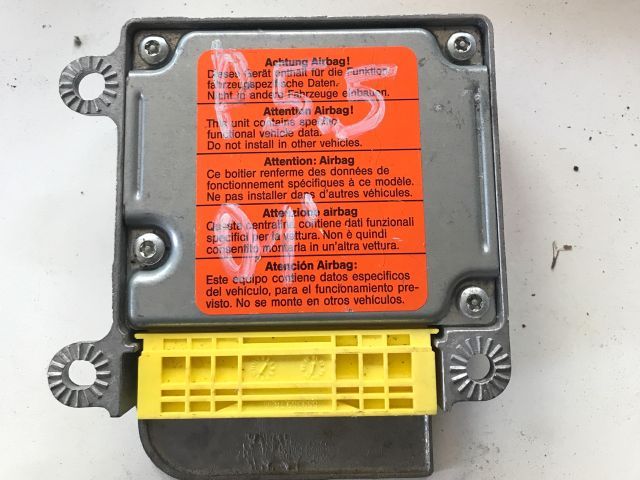 Achtung Airbag!
Dieses Gerät enthält für die Funktion
fahrzeugspezifische Daten.
Nicht in andere Fahrzeuge einbauen.
Attention Airbag!
This unit contains specific
functional vehicle data.
Do not install in other vehicles.
Attention: Airbag
Ce boitier renferme des données de
fonctionnement spécifiques à ce modèle.
Ne pas installer dans d'autres véhicules.
Attenzione airbag
Questa centralina contiene dati funzionali
specifici per la vettura. Non è quindi
consentito montarla in un'altra vettura.
Atención Airbag:
Este equipo contiene datos especificos
del vehículo, para el funcionamiento pre-
visto. No se monte en otros vehículos.